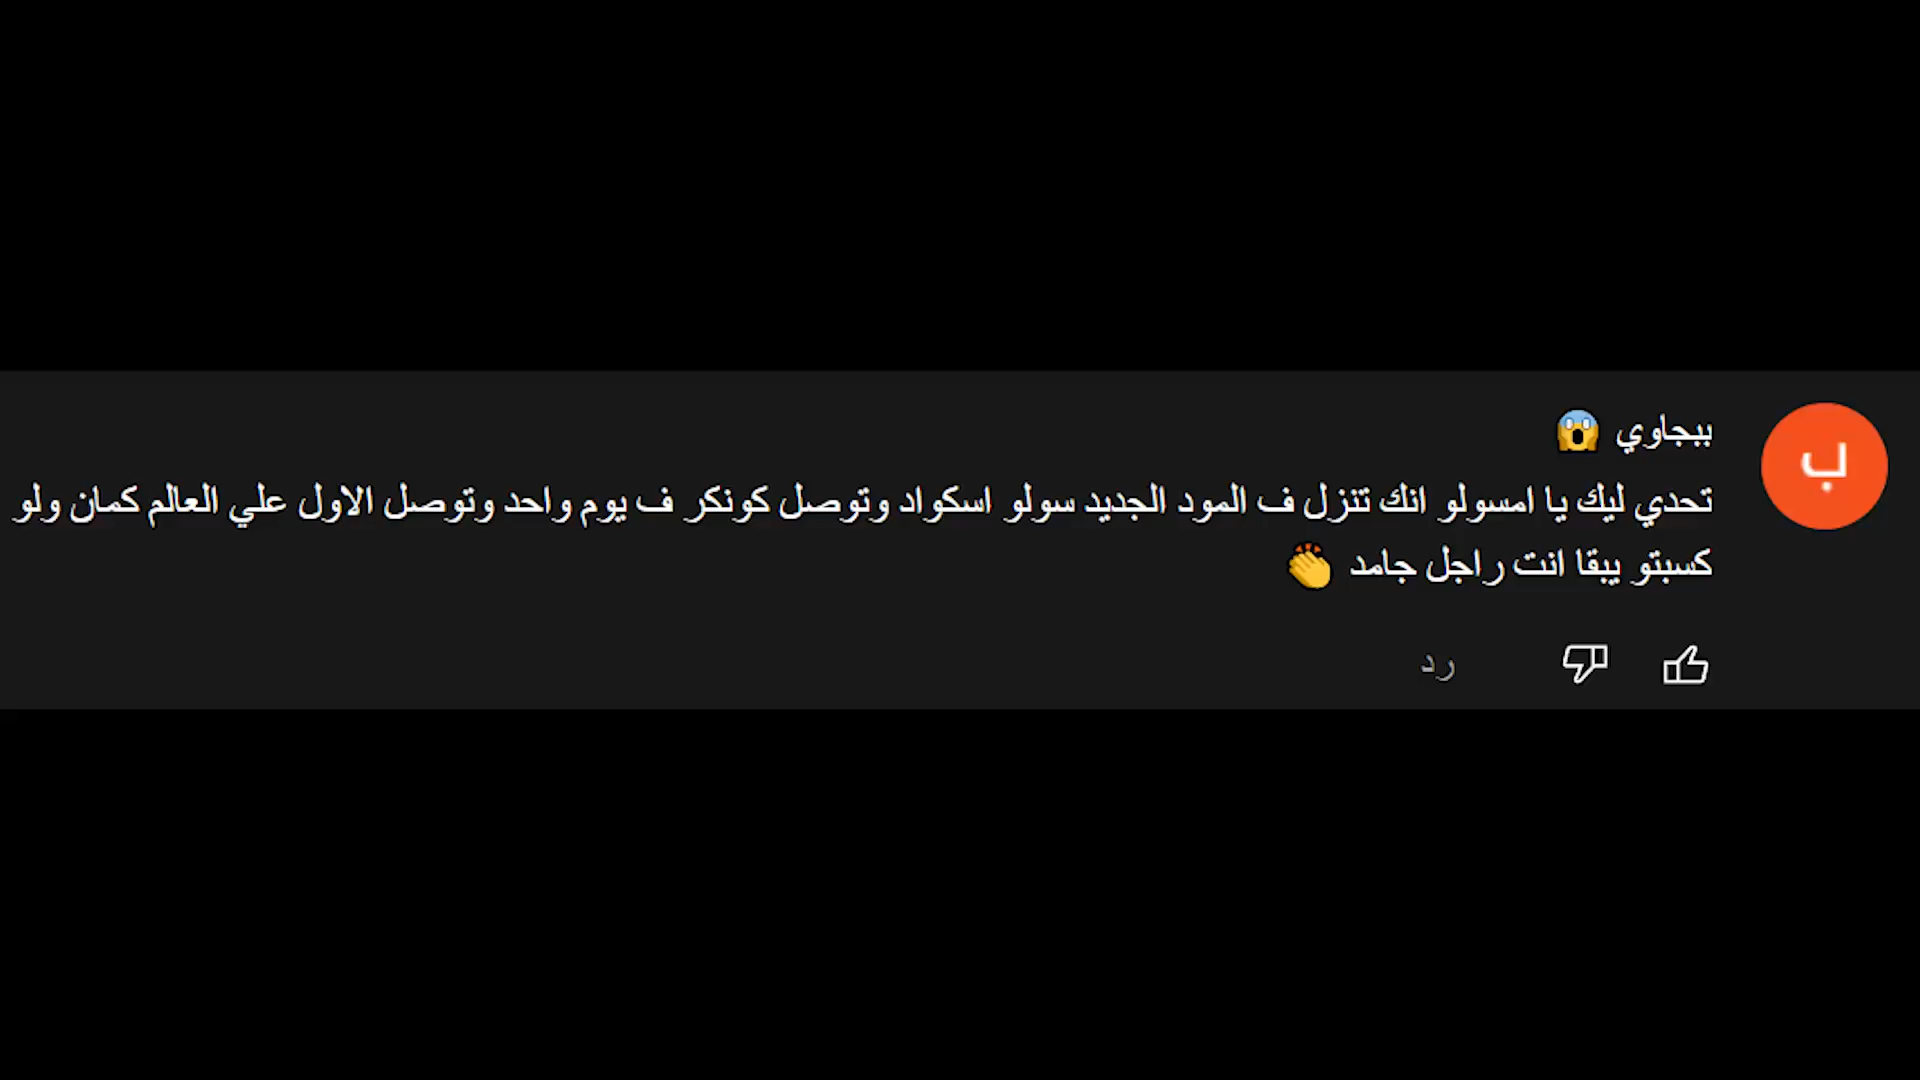 ببجاوي 😱
ب
تحدي ليك يا امسولو انك تنزل ف المود الجديد سولو اسكواد وتوصل كونكر ف يوم واحد وتوصل الاول علي العالم كمان ولو
كسبتو يبقا انت راجل جامد 👏
رد